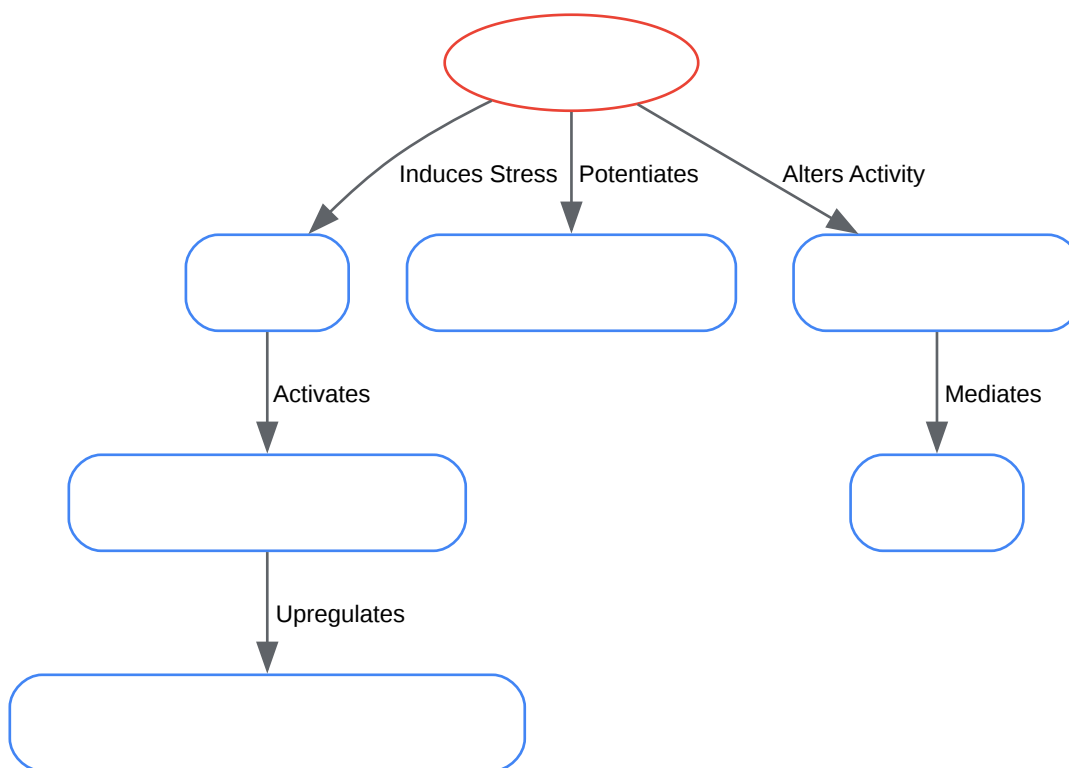 Induces Stress
Potentiates
Alters Activity
Activates
Mediates
Upregulates